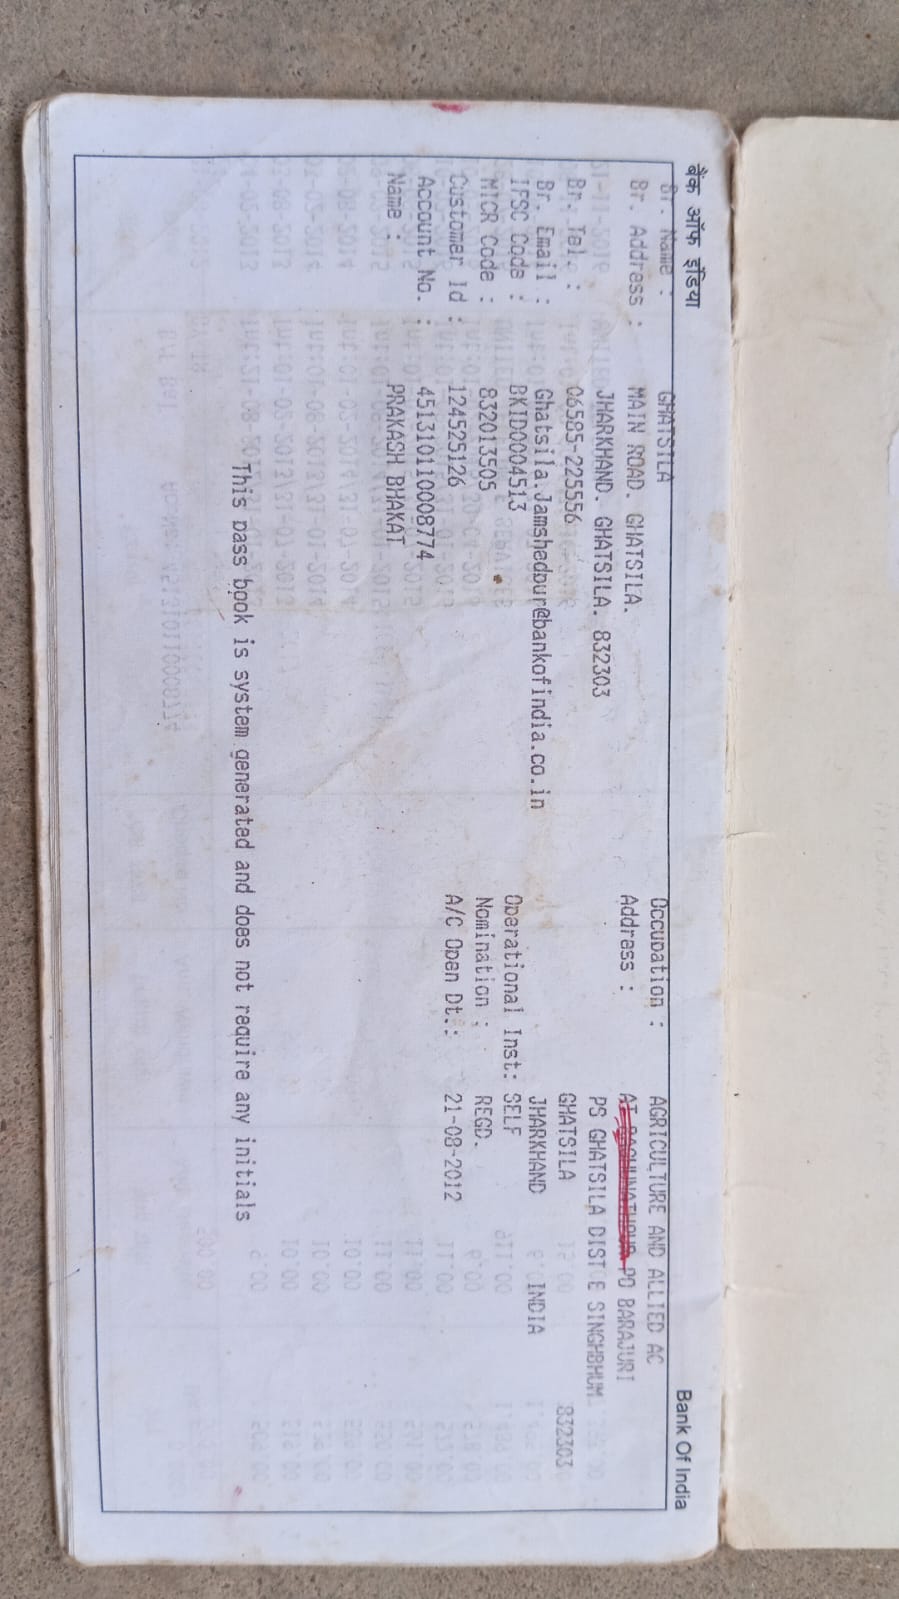 बैंक ऑफ इंडिया Bank Of India
Br. Name : GHATSILA Occupation : AGRICULTURE AND ALLIED AC
Br. Address : MAIN ROAD. GHATSILA. Address : AT RAGHUNATHPUR PO BARAJURI
JHARKHAND. GHATSILA. 832303 PS GHATSILA DIST E SINGHBHUM
Br. Tel. : 06585-225556 GHATSILA 832303
Br. Email : Ghatsila.Jamshedpur@bankofindia.co.in JHARKHAND INDIA
IFSC Code : BKID0004513 Operational Inst: SELF
MICR Code : 832013505 Nomination : REGD.
Customer Id : 124525126 A/C Open Dt.: 21-08-2012
Account No. : 451310110008774
Name : PRAKASH BHAKAT
This pass book is system generated and does not require any initials